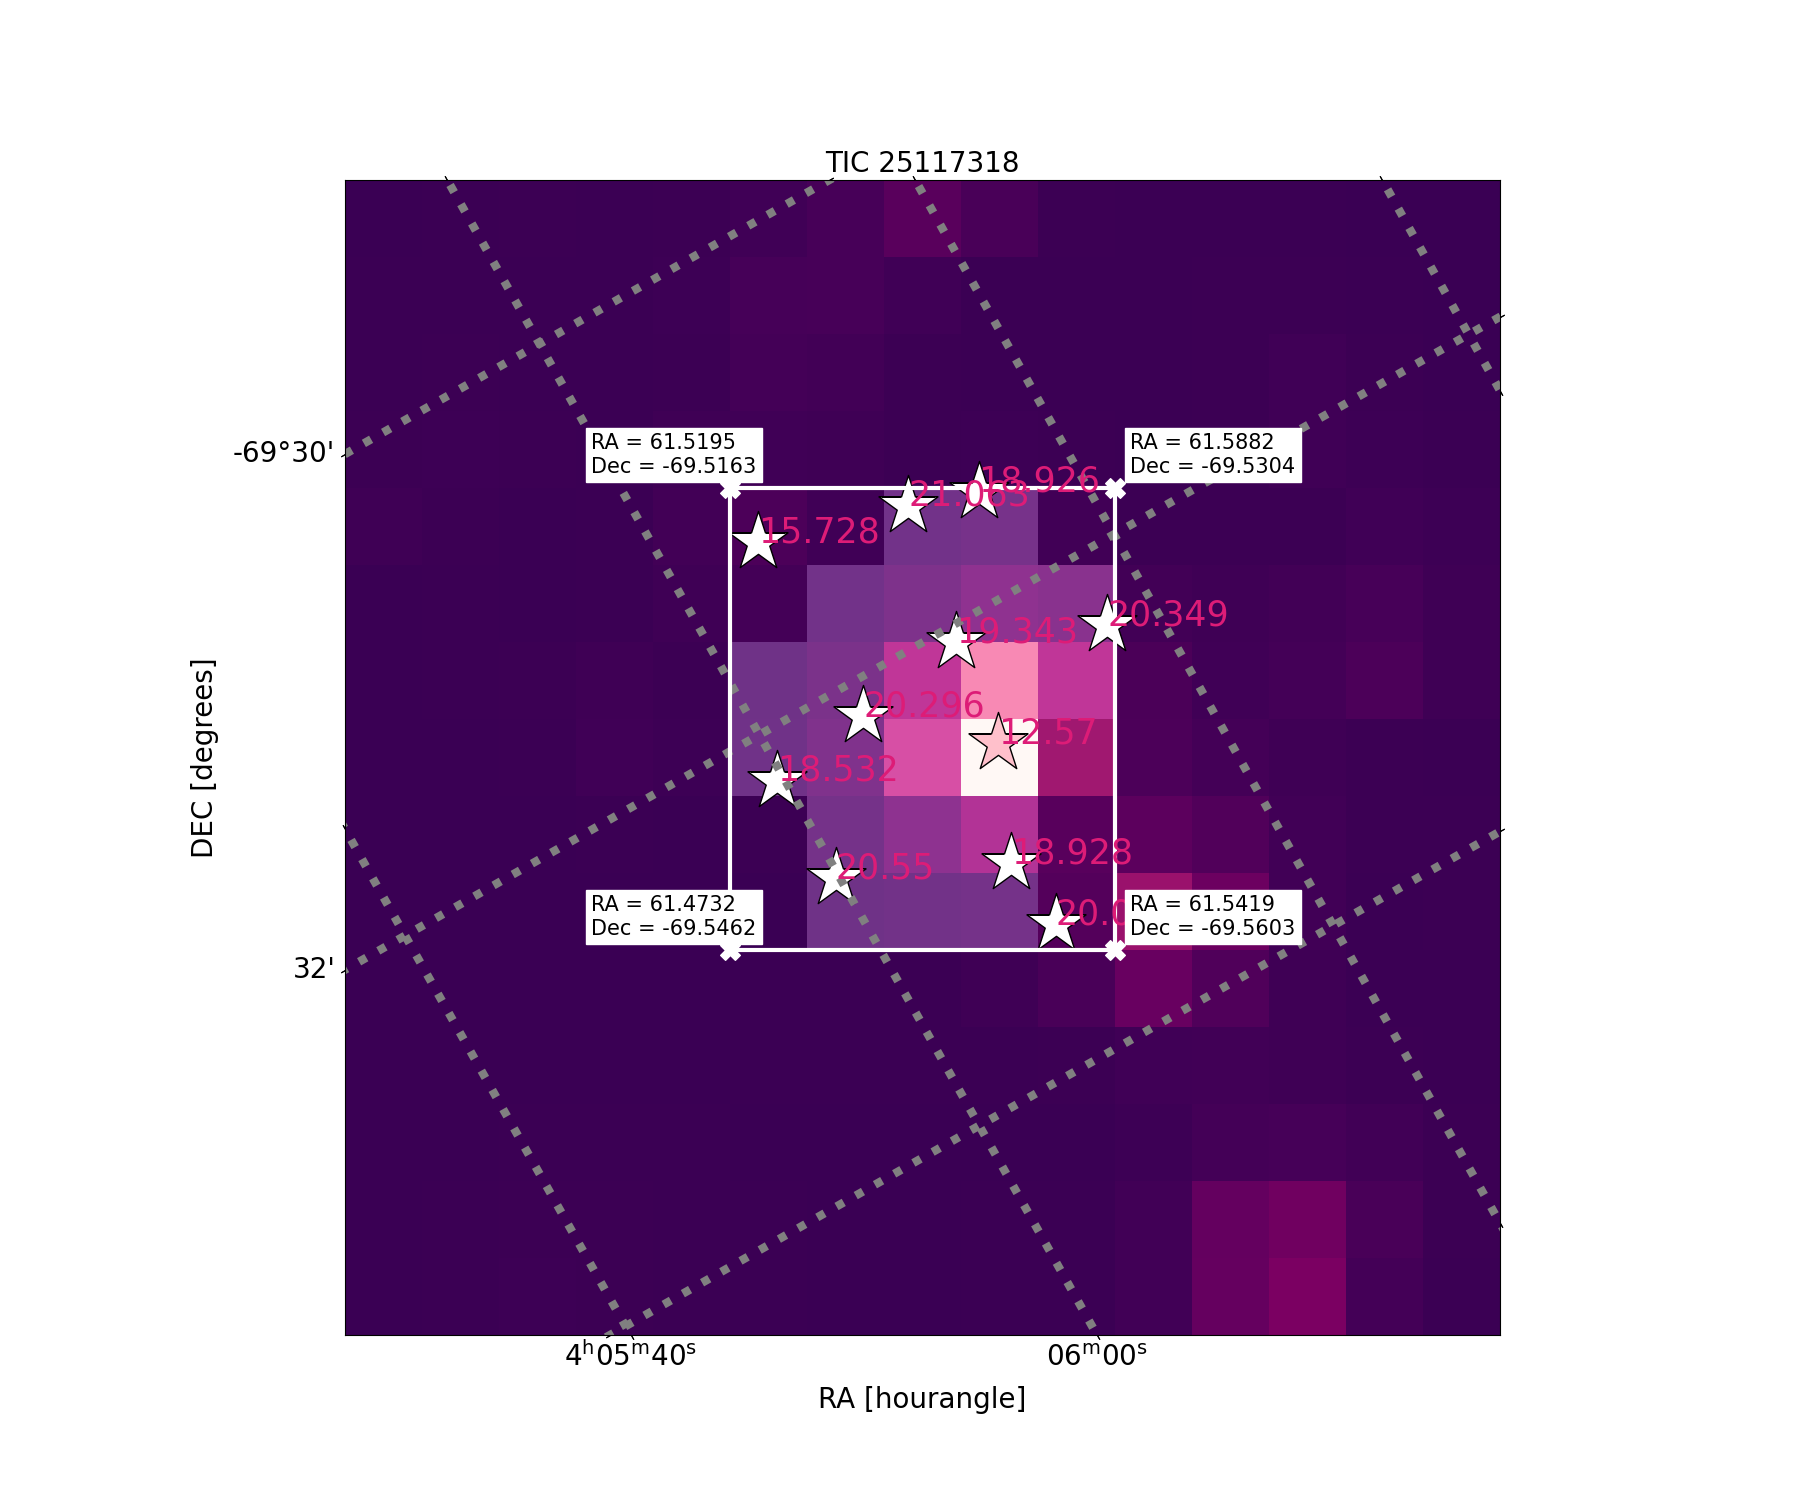 TIC 25117318
-69°30'
RA = 61.5195
Dec = -69.5163
RA = 61.5882
Dec = -69.5304
18.926
15.728
20.349
19.343
20.296
12.57
18.532
18.928
20.55
RA = 61.4732
Dec = -69.5462
RA = 61.5419
Dec = -69.5603
32'
DEC [degrees]
4ʰ05ᵐ40ˢ
06ᵐ00ˢ
RA [hourangle]